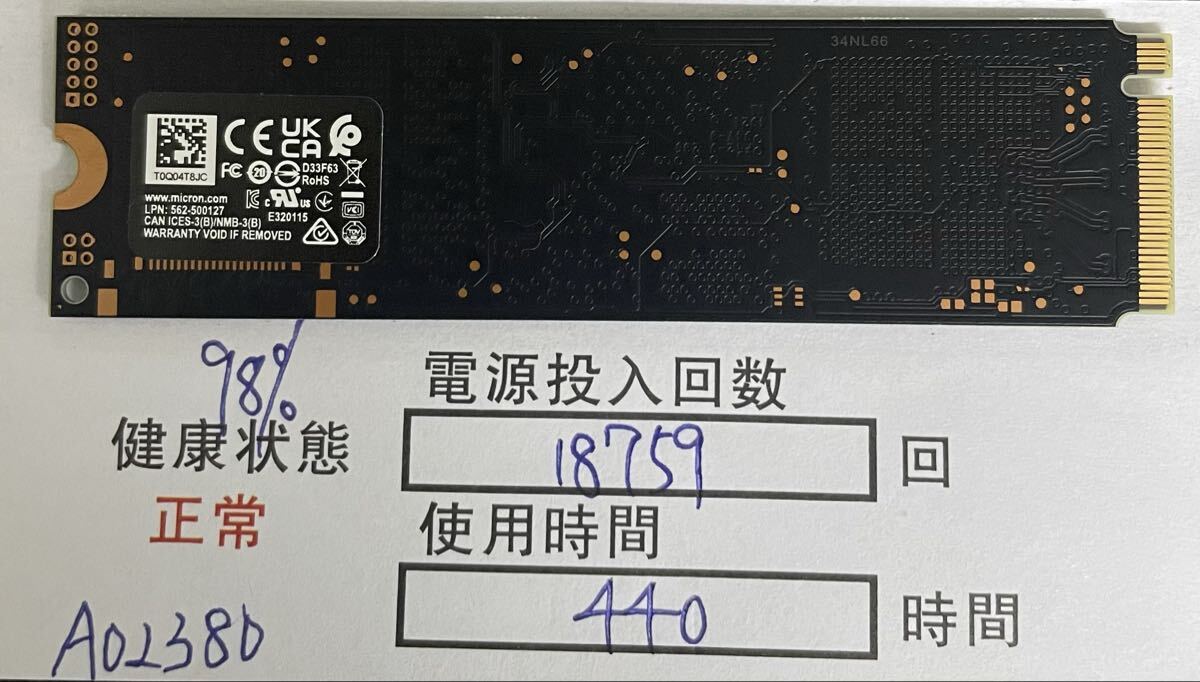 34NL66
CE UK CA
T0Q04T8JC
FC 20 D33F63
RoHS
www.micron.com
LPN: 562-500127
c US E320115
CAN ICES-3(B)/NMB-3(B)
WARRANTY VOID IF REMOVED
98%
健康状態
正常
電源投入回数
18759 回
使用時間
440 時間
A02380